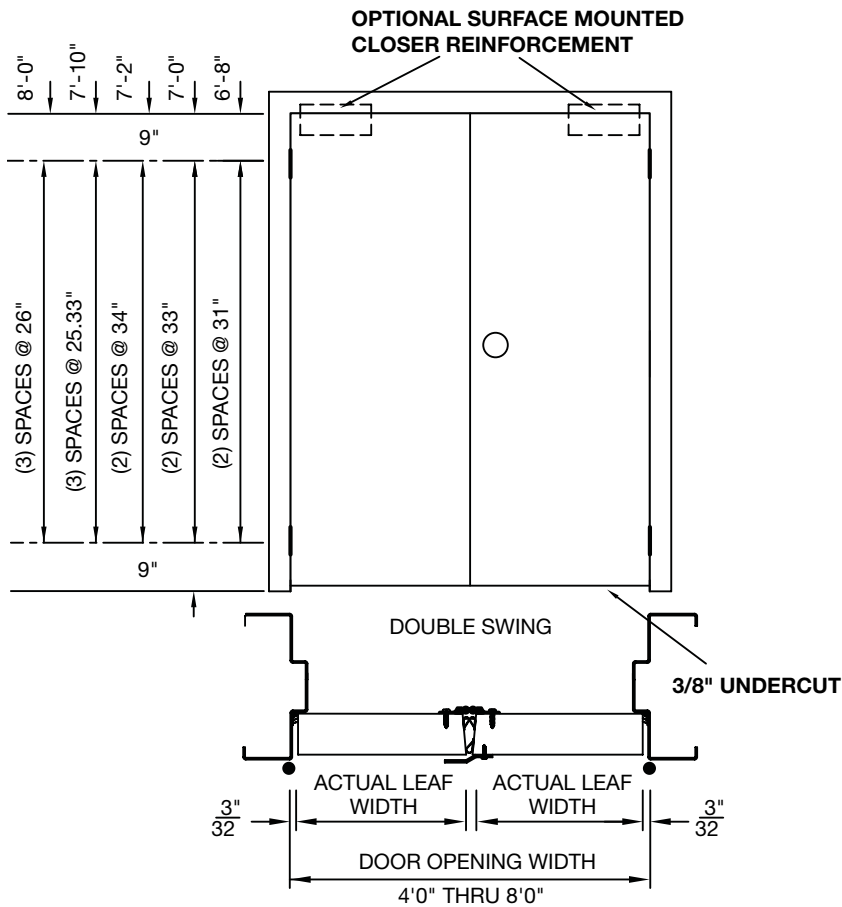 OPTIONAL SURFACE MOUNTED
CLOSER REINFORCEMENT
8'-0"
7'-10"
7'-2"
7'-0"
6'-8"
9"
(3) SPACES @ 26"
(3) SPACES @ 25.33"
(2) SPACES @ 34"
(2) SPACES @ 33"
(2) SPACES @ 31"
9"
DOUBLE SWING
3/8" UNDERCUT
ACTUAL LEAF
WIDTH
ACTUAL LEAF
WIDTH
3"
32
3"
32
DOOR OPENING WIDTH
4'0" THRU 8'0"